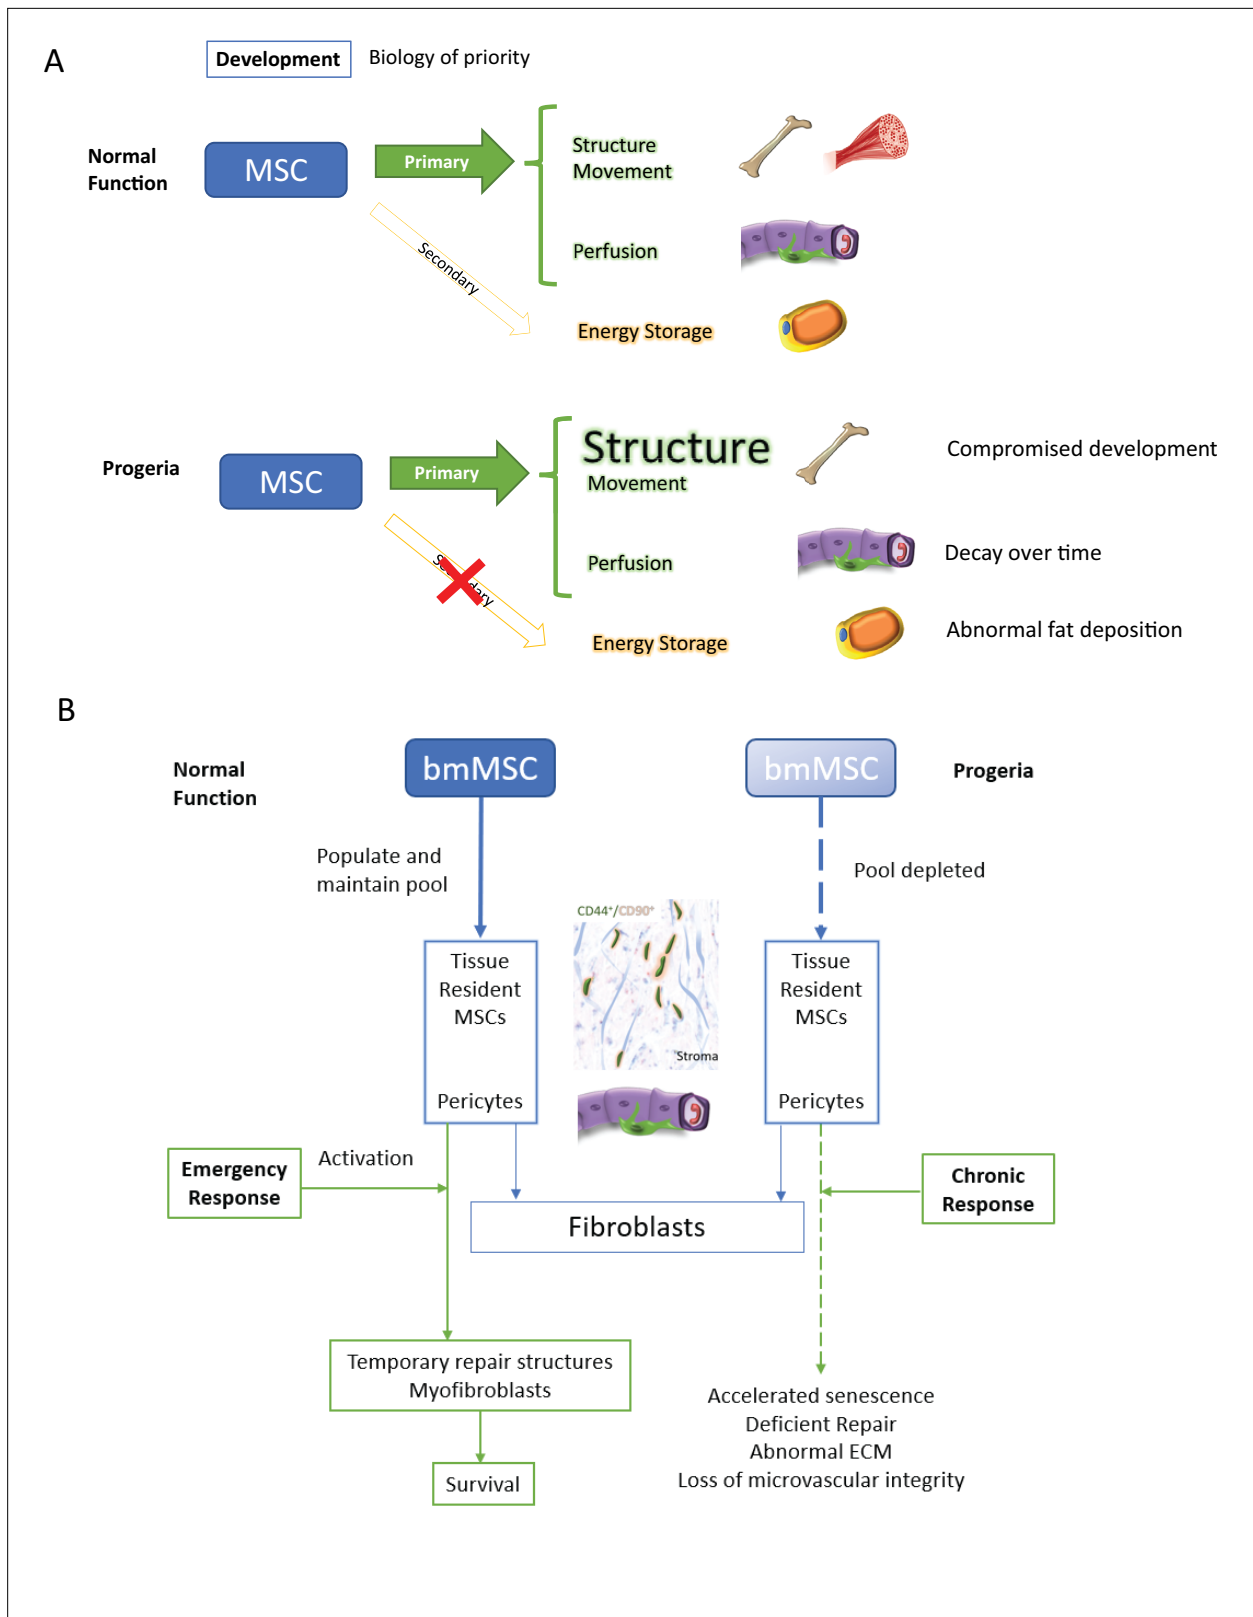 A
Development
Biology of priority
Normal
Function
MSC
Primary
Structure
Movement
Perfusion
Secondary
Energy Storage
Progeria
MSC
Primary
Structure
Movement
Compromised development
Perfusion
Decay over time
Secondary
Energy Storage
Abnormal fat deposition
B
Normal
Function
bmMSC
bmMSC
Progeria
Populate and
maintain pool
Pool depleted
CD44⁺/CD90⁺
Stroma
Tissue
Resident
MSCs
Pericytes
Tissue
Resident
MSCs
Pericytes
Emergency
Response
Activation
Chronic
Response
Fibroblasts
Temporary repair structures
Myofibroblasts
Survival
Accelerated senescence
Deficient Repair
Abnormal ECM
Loss of microvascular integrity